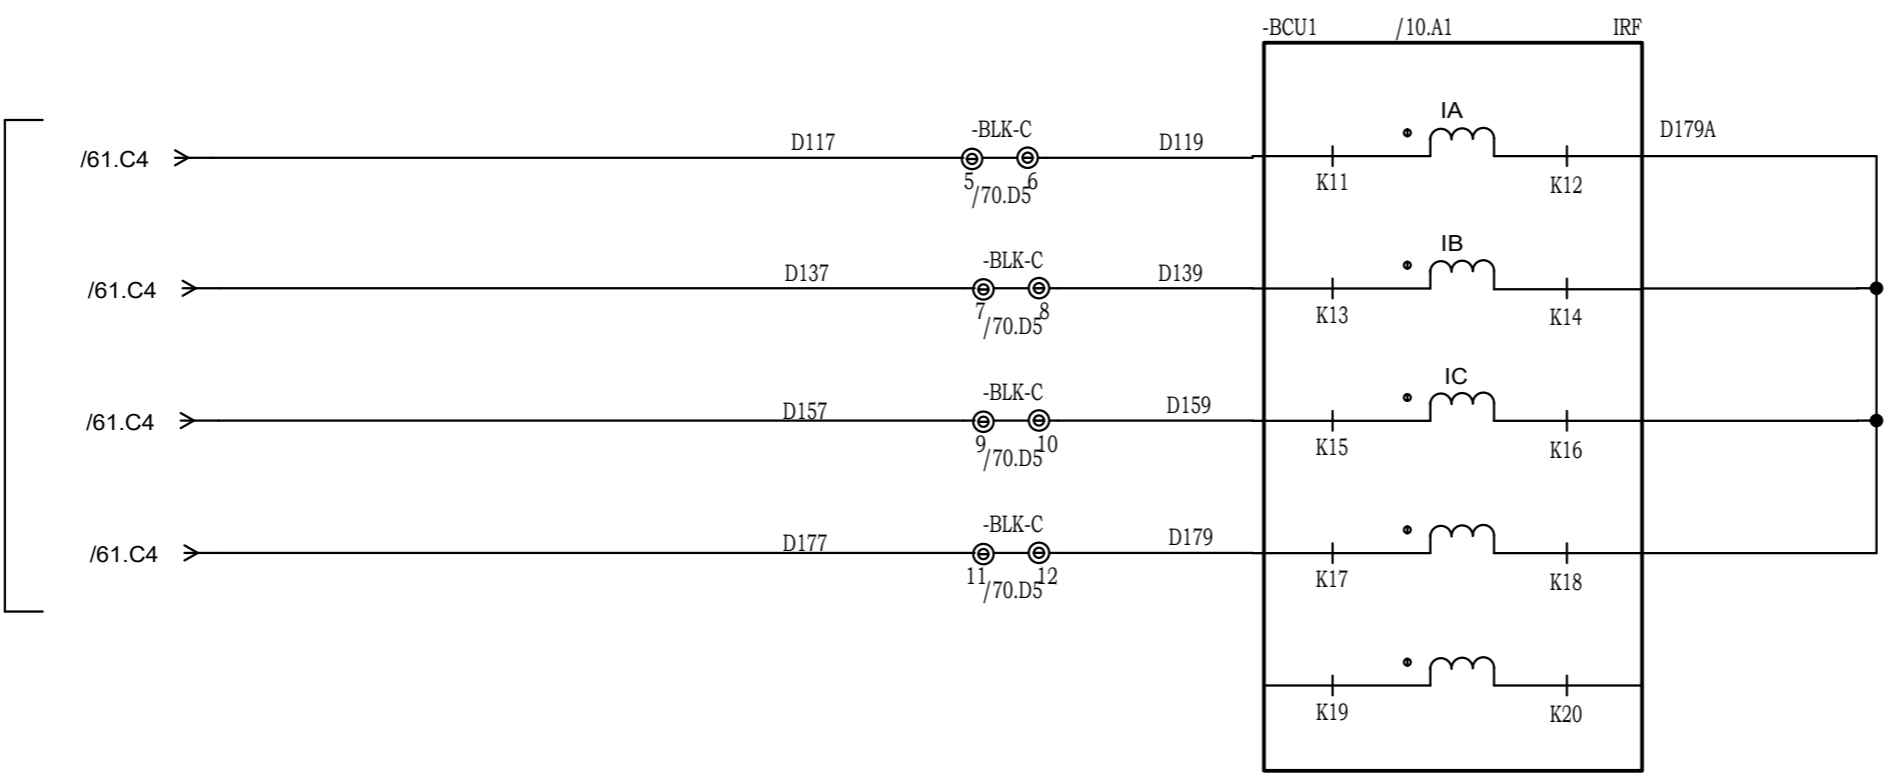 -BCU1 /10.A1 IRF
IA
/61.C4 D117 -BLK-C D119 D179A
5 6
/70.D5
K11 K12
IB
/61.C4 D137 -BLK-C D139
7 8
/70.D5
K13 K14
IC
/61.C4 D157 -BLK-C D159
9 10
/70.D5
K15 K16
/61.C4 D177 -BLK-C D179
11 12
/70.D5
K17 K18
K19 K20